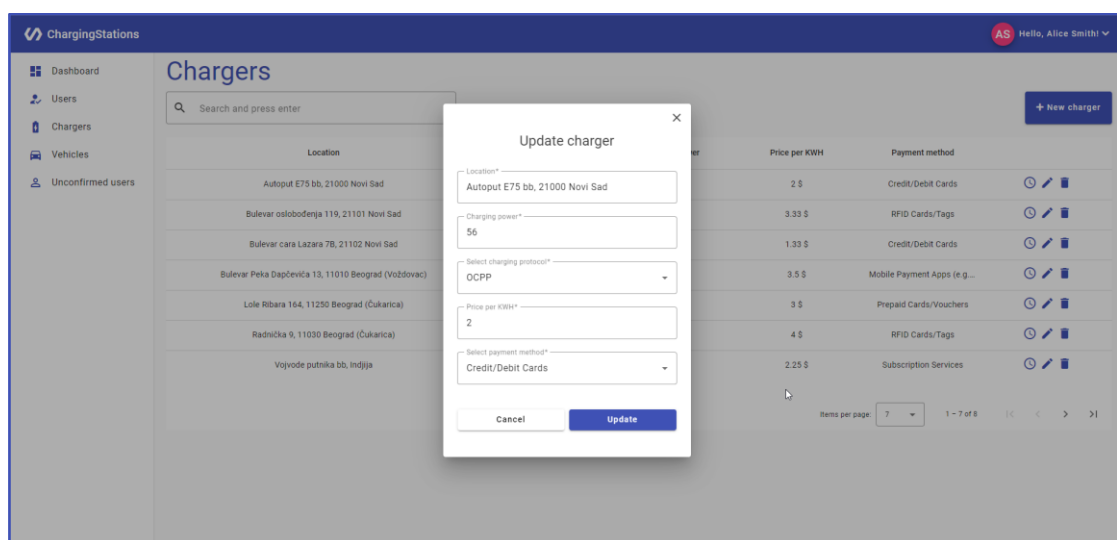 ChargingStations
AS Hello, Alice Smith!
Dashboard
Users
Chargers
Vehicles
Unconfirmed users
Chargers
Search and press enter
+ New charger
Location
Price per KWH
Payment method
Autoput E75 bb, 21000 Novi Sad
2 $
Credit/Debit Cards
Bulevar oslobođenja 119, 21101 Novi Sad
3.33 $
RFID Cards/Tags
Bulevar cara Lazara 7B, 21102 Novi Sad
1.33 $
Credit/Debit Cards
Bulevar Peka Dapčevića 13, 11010 Beograd (Voždovac)
3.5 $
Mobile Payment Apps (e.g...
Lole Ribara 164, 11250 Beograd (Čukarica)
3 $
Prepaid Cards/Vouchers
Radnička 9, 11030 Beograd (Čukarica)
4 $
RFID Cards/Tags
Vojvode putnika bb, Indjija
2.25 $
Subscription Services
Items per page: 7
1 – 7 of 8
Update charger
Location*
Autoput E75 bb, 21000 Novi Sad
Charging power*
56
Select charging protocol*
OCPP
Price per KWH*
2
Select payment method*
Credit/Debit Cards
Cancel
Update